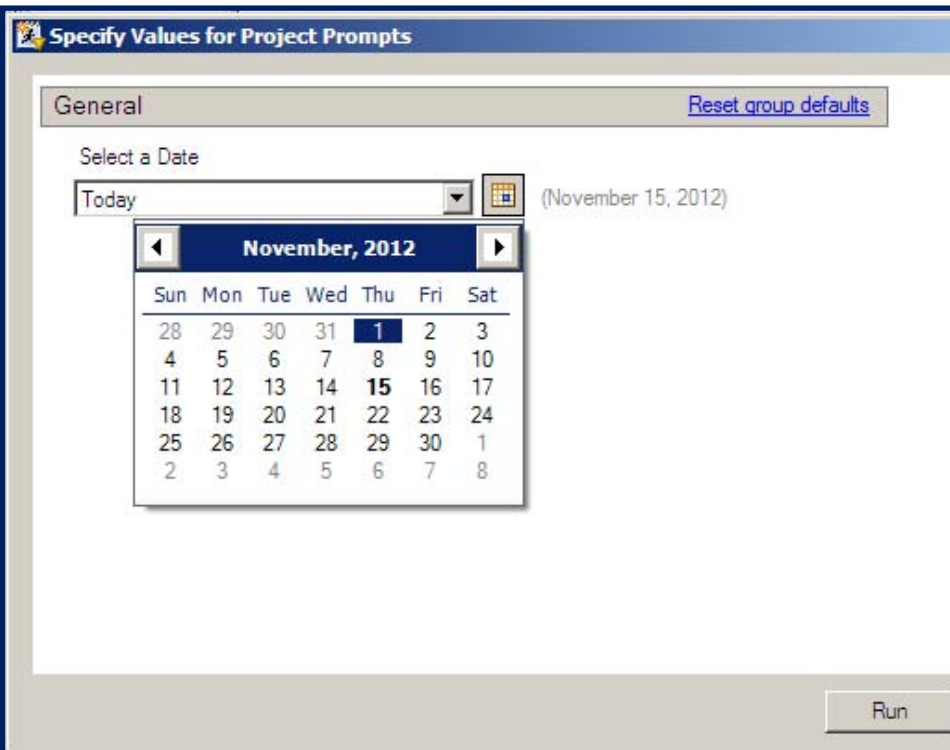 Specify Values for Project Prompts
General Reset group defaults
Select a Date
Today (November 15, 2012)
November, 2012
Sun Mon Tue Wed Thu Fri Sat
28 29 30 31 1 2 3
4 5 6 7 8 9 10
11 12 13 14 15 16 17
18 19 20 21 22 23 24
25 26 27 28 29 30 1
2 3 4 5 6 7 8
Run